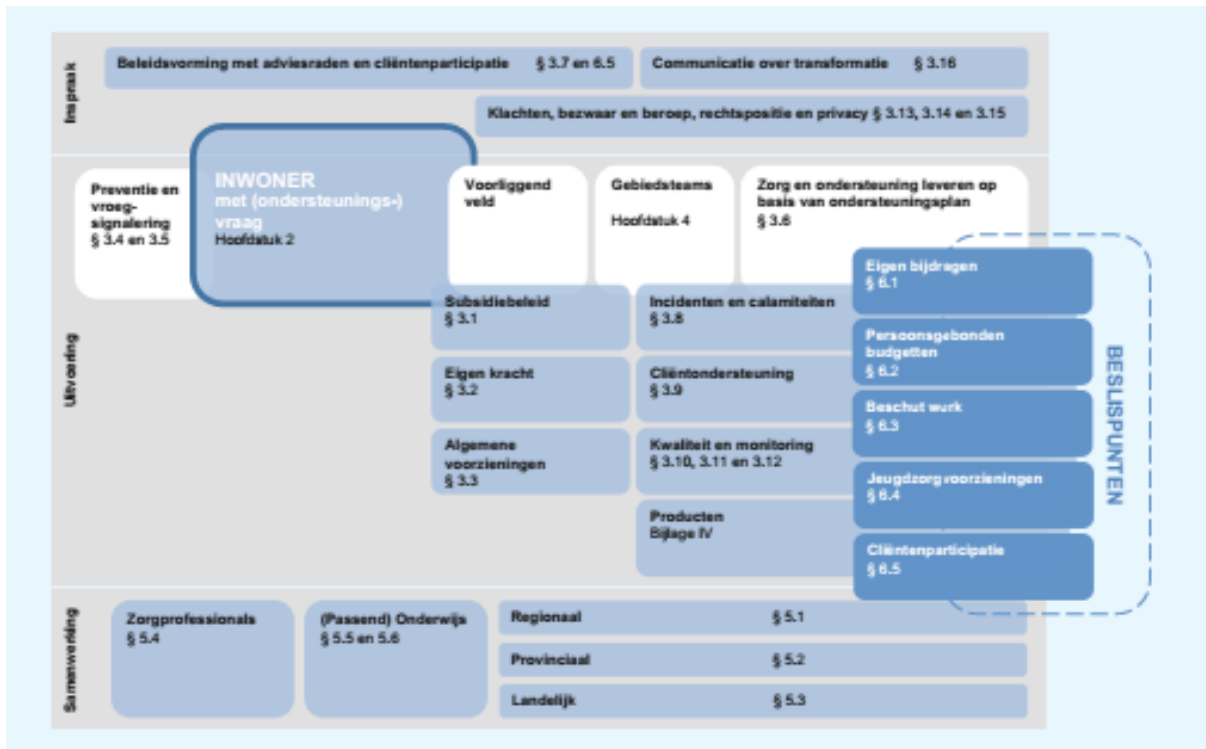 Inspraak
Beleidsvorming met adviesraden en cliëntenparticipatie § 3.7 en 6.5
Communicatie over transformatie § 3.16
Klachten, bezwaar en beroep, rechtspositie en privacy § 3.13, 3.14 en 3.15
Uitvoering
Preventie en
vroeg-
signalering
§ 3.4 en 3.5
INWONER
met (ondersteunings-)
vraag
Hoofdstuk 2
Voorliggend
veld
Gebiedsteams
Hoofdstuk 4
Zorg en ondersteuning leveren op
basis van ondersteuningsplan
§ 3.6
Subsidiebeleid
§ 3.1
Eigen kracht
§ 3.2
Algemene
voorzieningen
§ 3.3
Incidenten en calamiteiten
§ 3.8
Cliëntondersteuning
§ 3.9
Kwaliteit en monitoring
§ 3.10, 3.11 en 3.12
Producten
Bijlage IV
Eigen bijdragen
§ 6.1
Persoonsgebonden
budgetten
§ 6.2
Beschut wurk
§ 6.3
Jeugdzorgvoorzieningen
§ 6.4
Cliëntenparticipatie
§ 6.5
BESLISPUNTEN
Samenwerking
Zorgprofessionals
§ 5.4
(Passend) Onderwijs
§ 5.5 en 5.6
Regionaal § 5.1
Provinciaal § 5.2
Landelijk § 5.3